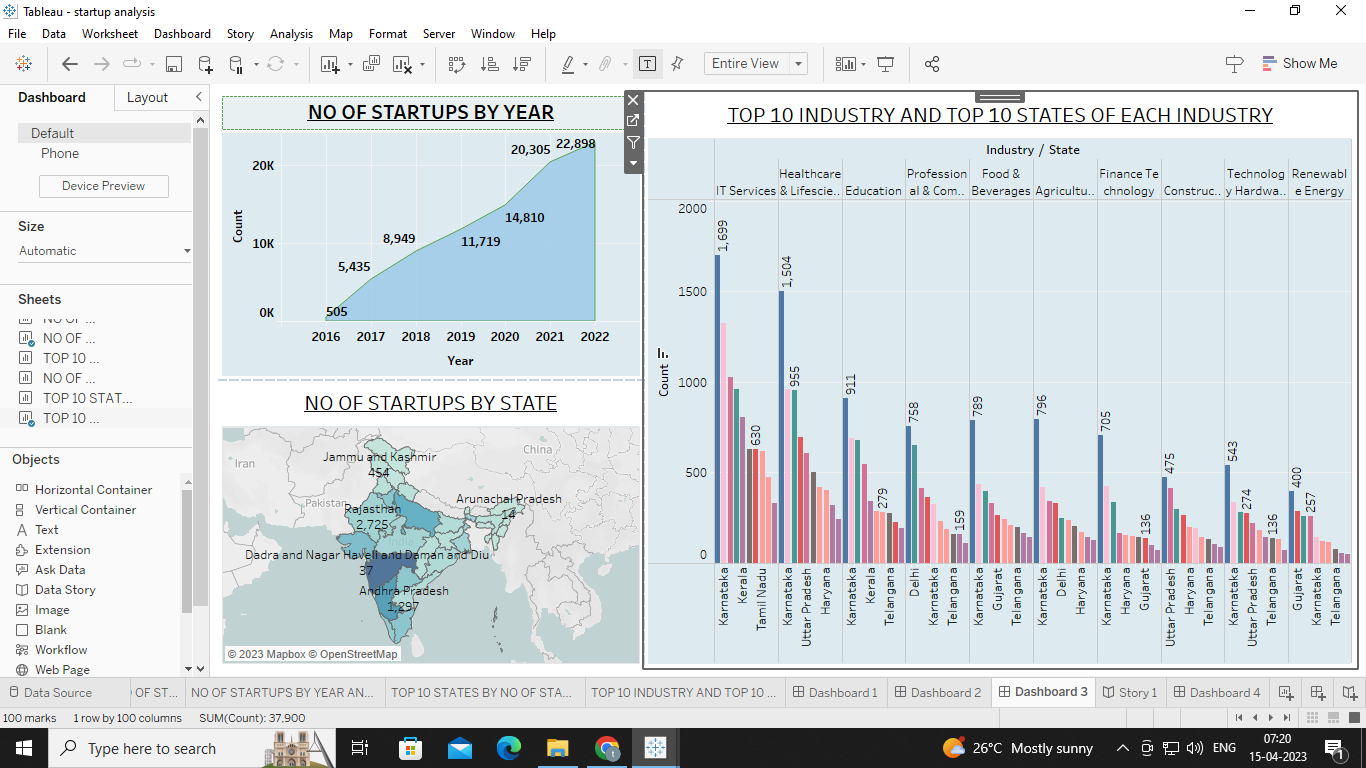 Tableau - startup analysis
File Data Worksheet Dashboard Story Analysis Map Format Server Window Help
Entire View
Show Me
Dashboard Layout
Default
Phone
Device Preview
Size
Automatic
Sheets
NO OF ...
NO OF ...
TOP 10 ...
NO OF ...
TOP 10 STAT...
TOP 10 ...
Objects
Horizontal Container
Vertical Container
Text
Extension
Ask Data
Data Story
Image
Blank
Workflow
Web Page
NO OF STARTUPS BY YEAR
Count
20K
10K
0K
505
5,435
8,949
11,719
14,810
20,305
22,898
2016 2017 2018 2019 2020 2021 2022
Year
NO OF STARTUPS BY STATE
Iran
China
Pakistan
India
Jammu and Kashmir
454
Arunachal Pradesh
14
Rajasthan
2,725
Dadra and Nagar Haveli and Daman and Diu
37
Andhra Pradesh
1,297
© 2023 Mapbox © OpenStreetMap
TOP 10 INDUSTRY AND TOP 10 STATES OF EACH INDUSTRY
Industry / State
IT Services
Healthcare
& Lifescie..
Education
Profession
al & Com..
Food &
Beverages
Agricultu..
Finance Te
chnology
Construc..
Technolog
y Hardwa..
Renewabl
e Energy
Count
2000
1500
1000
500
0
1,699
630
1,504
955
911
279
758
159
789
796
705
136
475
543
274
136
400
257
Karnataka
Kerala
Tamil Nadu
Karnataka
Uttar Pradesh
Haryana
Karnataka
Kerala
Telangana
Delhi
Karnataka
Telangana
Karnataka
Gujarat
Telangana
Karnataka
Delhi
Haryana
Karnataka
Haryana
Gujarat
Uttar Pradesh
Haryana
Telangana
Karnataka
Uttar Pradesh
Telangana
Gujarat
Karnataka
Telangana
Data Source
OF ST...
NO OF STARTUPS BY YEAR AN...
TOP 10 STATES BY NO OF STA...
TOP 10 INDUSTRY AND TOP 10 ...
Dashboard 1
Dashboard 2
Dashboard 3
Story 1
Dashboard 4
100 marks 1 row by 100 columns SUM(Count): 37,900
Type here to search
26°C Mostly sunny
ENG
07:20
15-04-2023
1